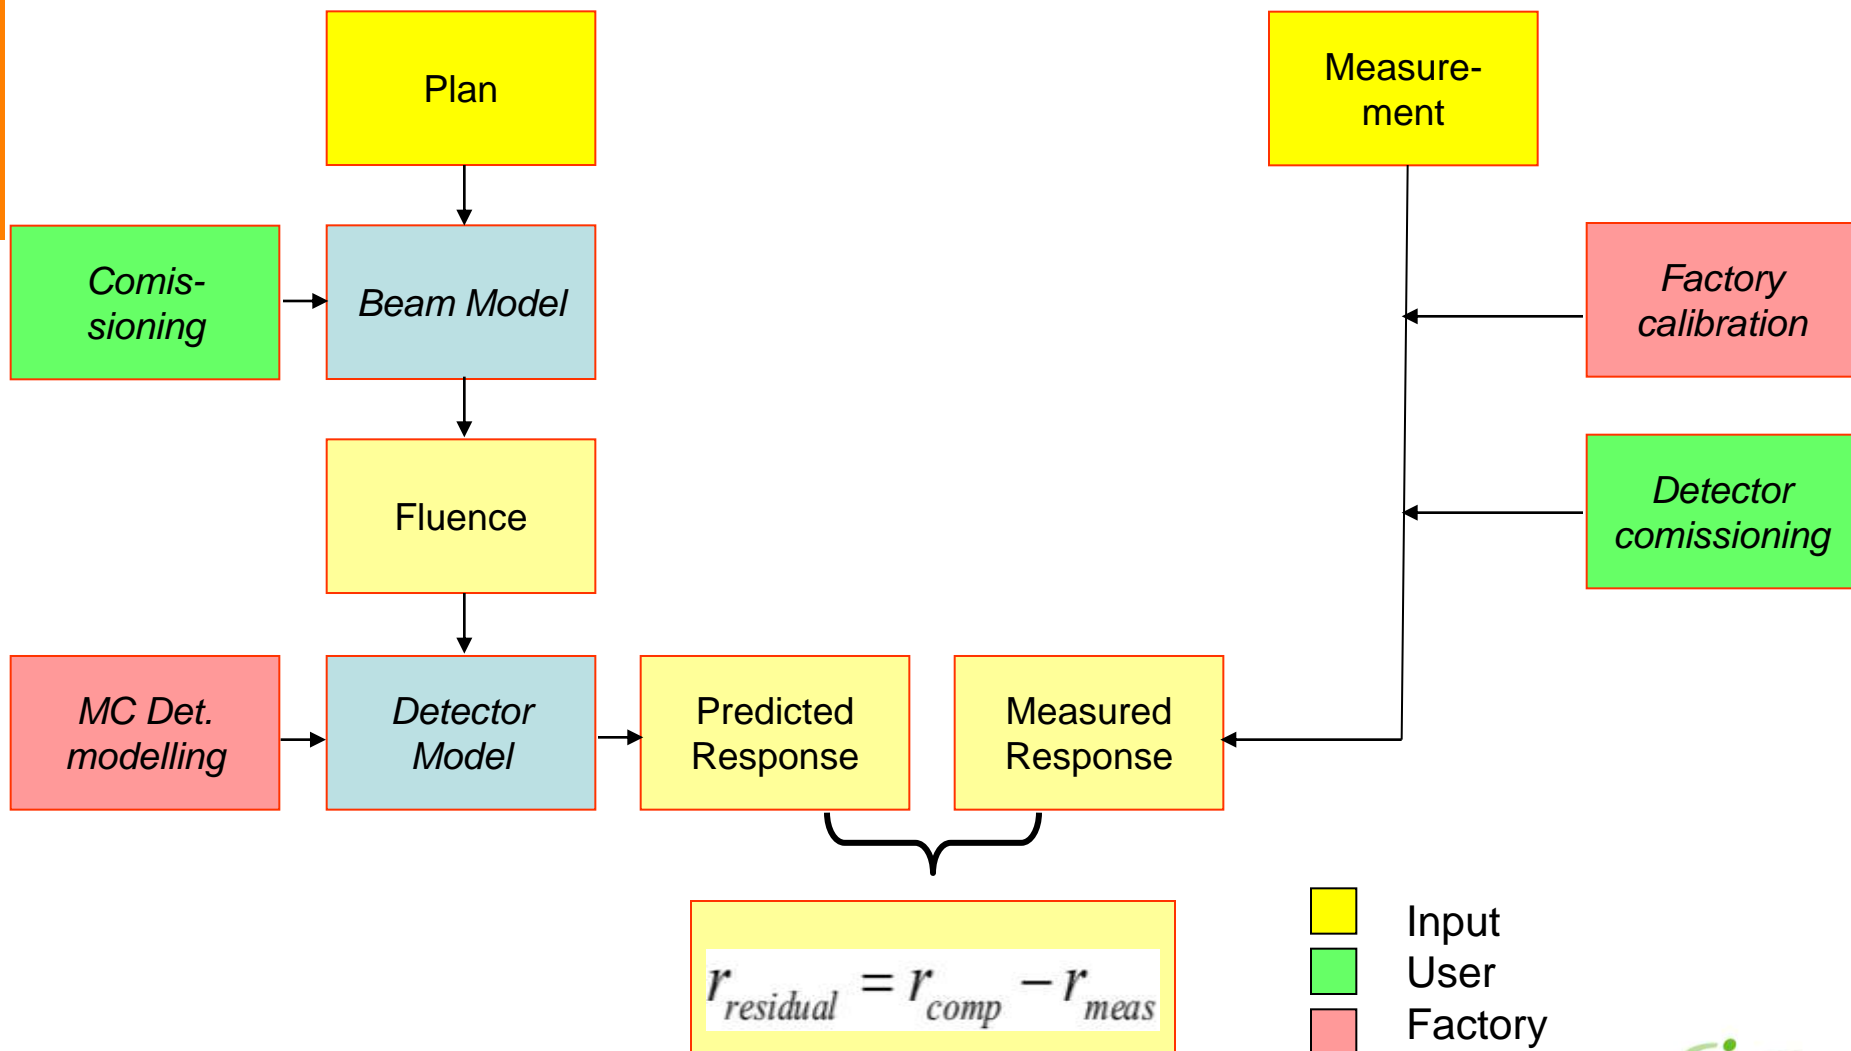 Plan
Measure-
ment
Comis-
sioning
Beam Model
Factory
calibration
Fluence
Detector
comissioning
MC Det.
modelling
Detector
Model
Predicted
Response
Measured
Response
r_residual = r_comp − r_meas
Input
User
Factory